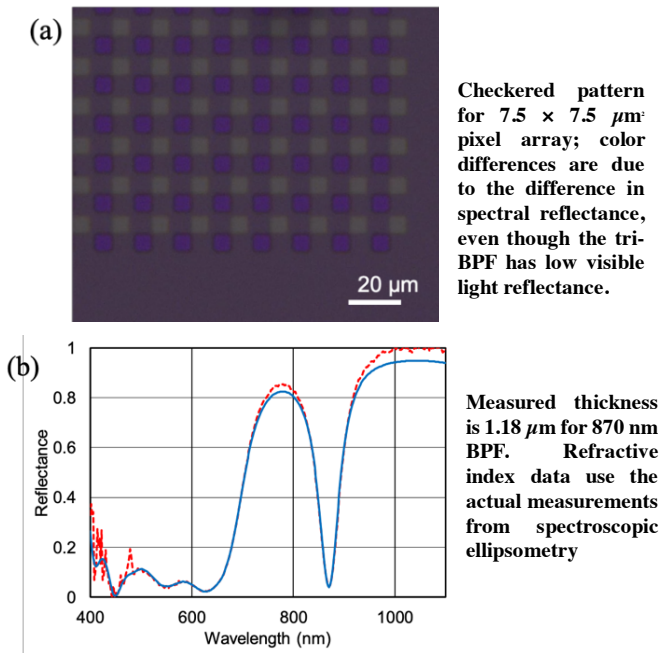 (a)
Checkered pattern
for 7.5 × 7.5 µm²
pixel array; color
differences are due
to the difference in
spectral reflectance,
even though the tri-
BPF has low visible
light reflectance.
20 µm
(b)
1
0.8
0.6
0.4
0.2
0
Reflectance
400
600
800
1000
Wavelength (nm)
Measured thickness
is 1.18 µm for 870 nm
BPF. Refractive
index data use the
actual measurements
from spectroscopic
ellipsometry